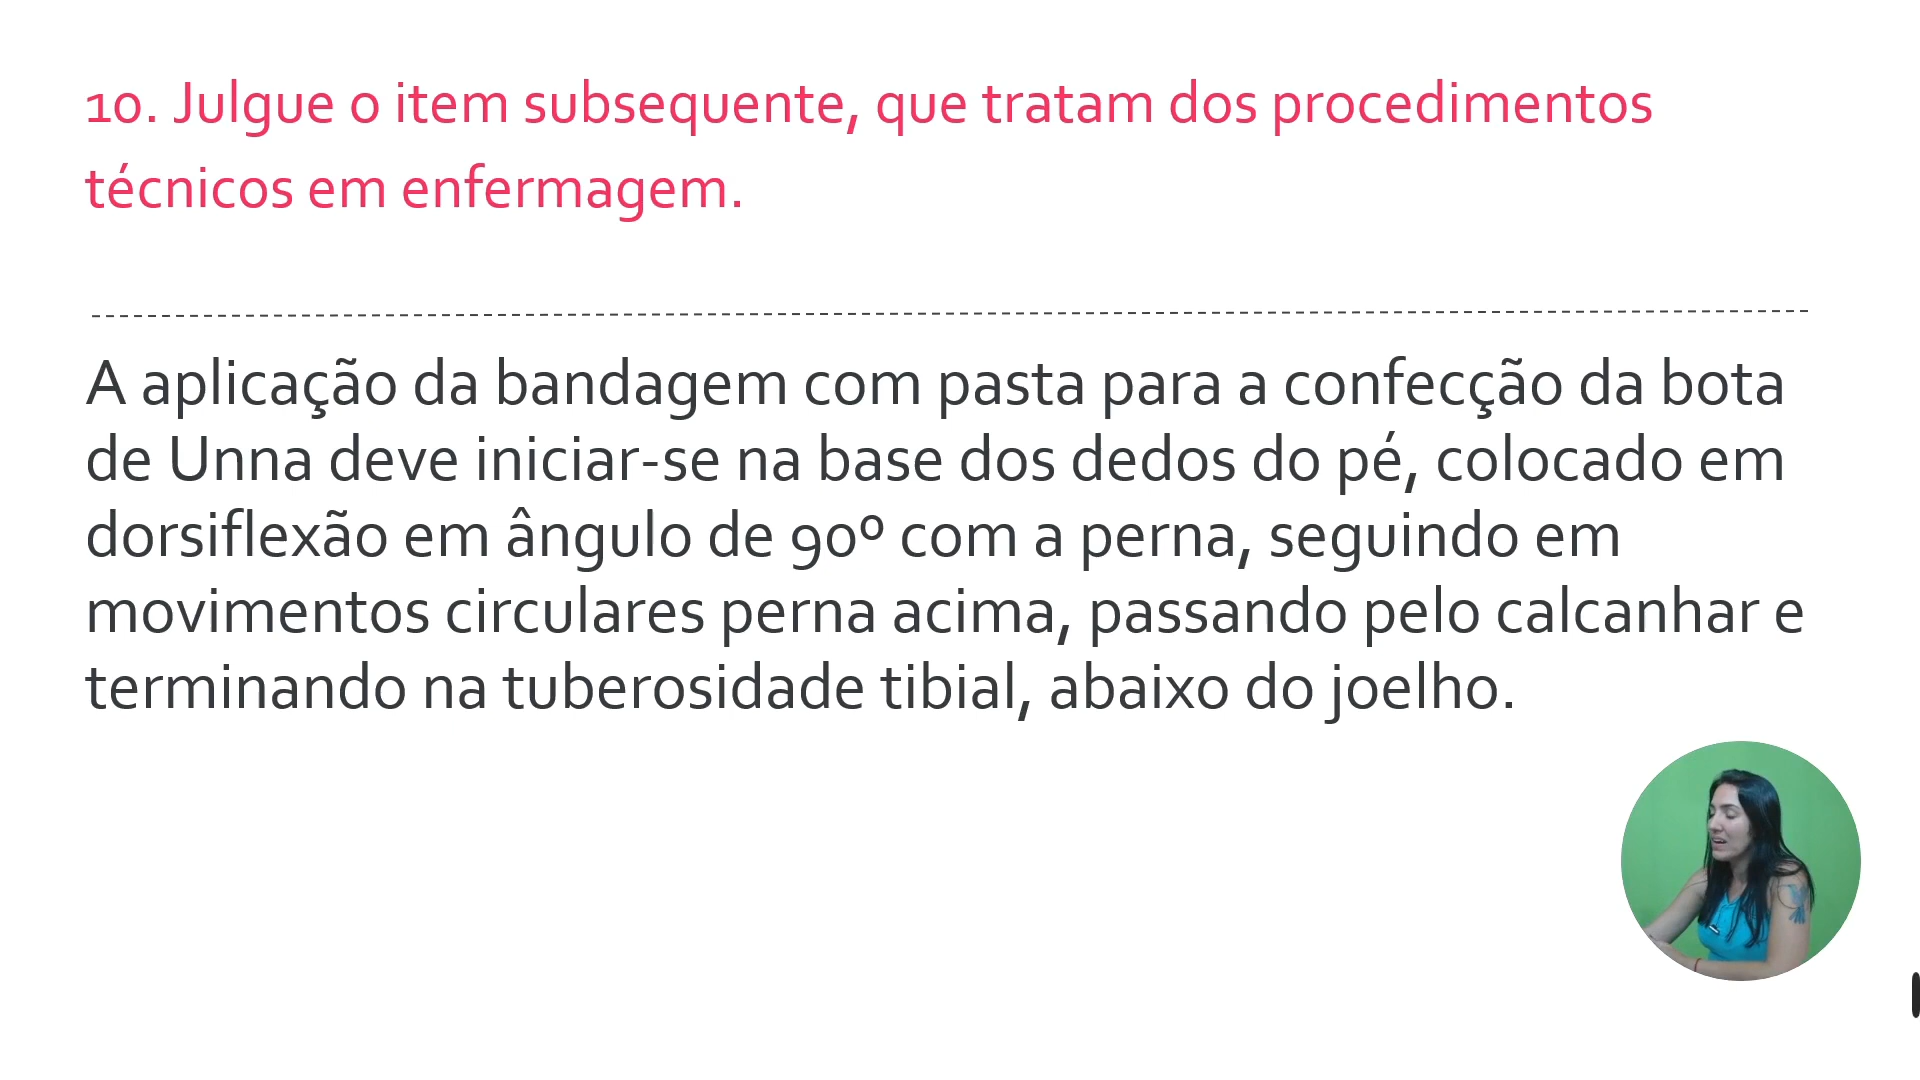 10. Julgue o item subsequente, que tratam dos procedimentos
técnicos em enfermagem.
A aplicação da bandagem com pasta para a confecção da bota
de Unna deve iniciar-se na base dos dedos do pé, colocado em
dorsiflexão em ângulo de 90º com a perna, seguindo em
movimentos circulares perna acima, passando pelo calcanhar e
terminando na tuberosidade tibial, abaixo do joelho.